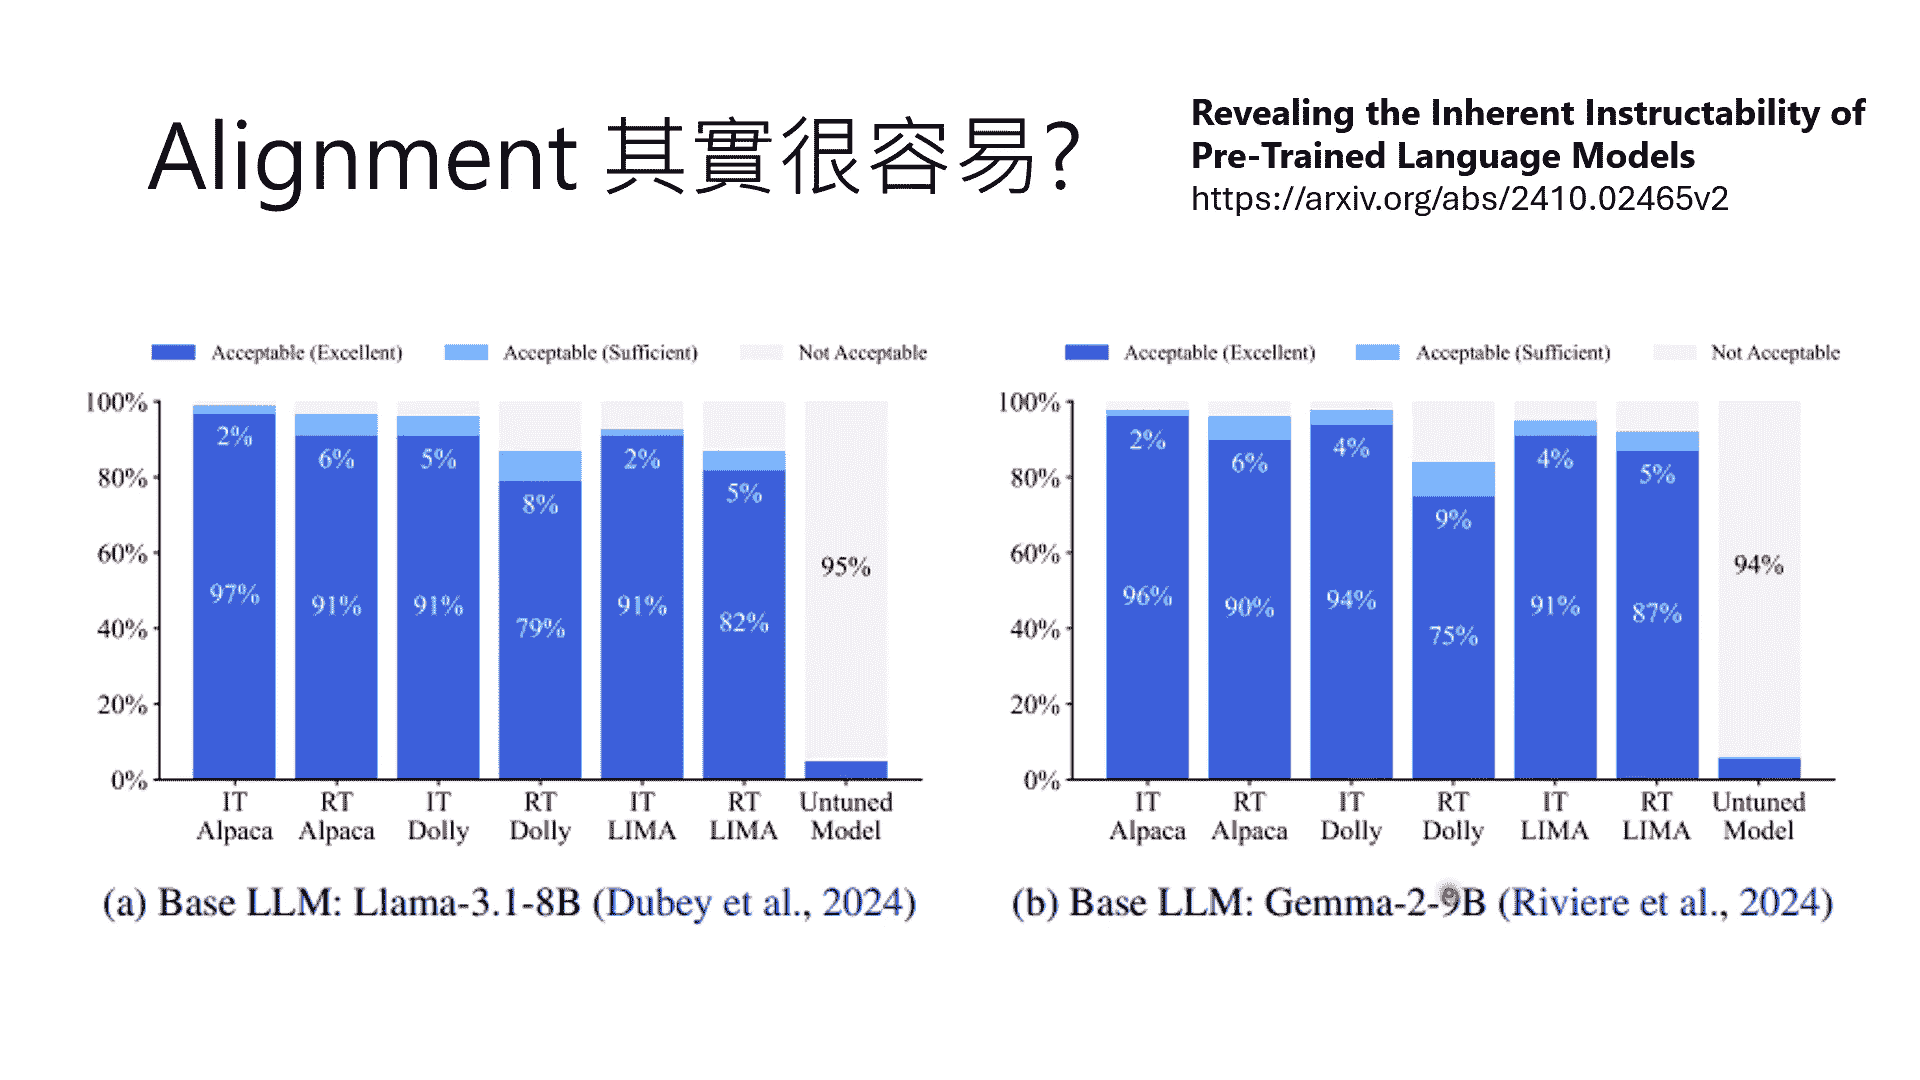 Alignment 其實很容易?
Revealing the Inherent Instructability of
Pre-Trained Language Models
https://arxiv.org/abs/2410.02465v2
Acceptable (Excellent) Acceptable (Sufficient) Not Acceptable
100%
80%
60%
40%
20%
0%
2% 6% 5% 8% 2% 5%
97% 91% 91% 79% 91% 82% 95%
IT RT IT RT IT RT Untuned
Alpaca Alpaca Dolly Dolly LIMA LIMA Model
(a) Base LLM: Llama-3.1-8B (Dubey et al., 2024)
Acceptable (Excellent) Acceptable (Sufficient) Not Acceptable
100%
80%
60%
40%
20%
0%
2% 6% 4% 9% 4% 5%
96% 90% 94% 75% 91% 87% 94%
IT RT IT RT IT RT Untuned
Alpaca Alpaca Dolly Dolly LIMA LIMA Model
(b) Base LLM: Gemma-2-9B (Riviere et al., 2024)